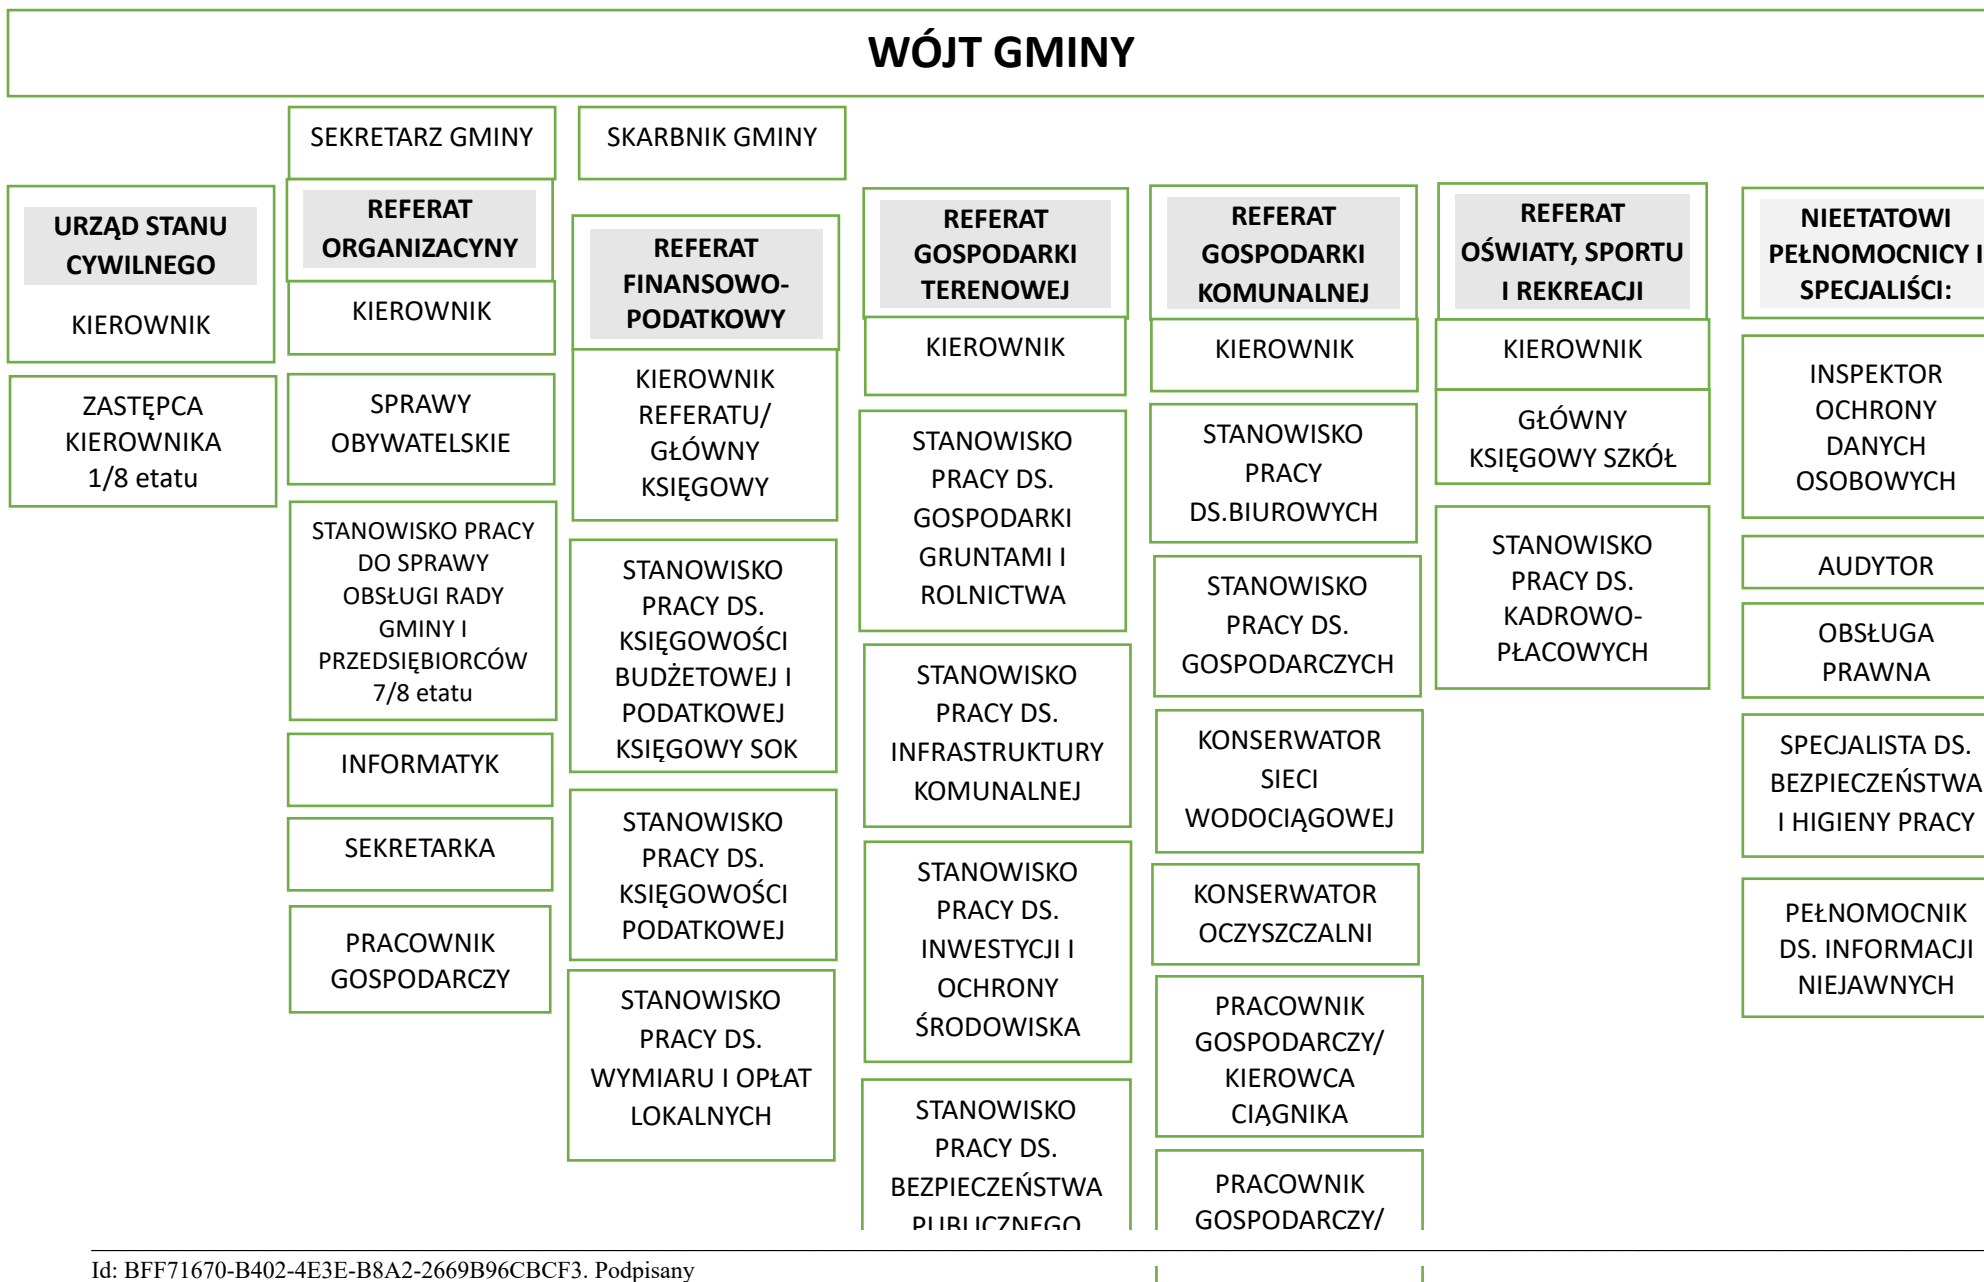 WÓJT GMINY
SEKRETARZ GMINY
SKARBNIK GMINY
URZĄD STANU
CYWILNEGO
KIEROWNIK
ZASTĘPCA
KIEROWNIKA
1/8 etatu
REFERAT
ORGANIZACYNY
KIEROWNIK
SPRAWY
OBYWATELSKIE
STANOWISKO PRACY
DO SPRAWY
OBSŁUGI RADY
GMINY I
PRZEDSIĘBIORCÓW
7/8 etatu
INFORMATYK
SEKRETARKA
PRACOWNIK
GOSPODARCZY
REFERAT
FINANSOWO-
PODATKOWY
KIEROWNIK
REFERATU/
GŁÓWNY
KSIĘGOWY
STANOWISKO
PRACY DS.
KSIĘGOWOŚCI
BUDŻETOWEJ I
PODATKOWEJ
KSIĘGOWY SOK
STANOWISKO
PRACY DS.
KSIĘGOWOŚCI
PODATKOWEJ
STANOWISKO
PRACY DS.
WYMIARU I OPŁAT
LOKALNYCH
REFERAT
GOSPODARKI
TERENOWEJ
KIEROWNIK
STANOWISKO
PRACY DS.
GOSPODARKI
GRUNTAMI I
ROLNICTWA
STANOWISKO
PRACY DS.
INFRASTRUKTURY
KOMUNALNEJ
STANOWISKO
PRACY DS.
INWESTYCJI I
OCHRONY
ŚRODOWISKA
STANOWISKO
PRACY DS.
BEZPIECZEŃSTWA
PUBLICZNEGO
REFERAT
GOSPODARKI
KOMUNALNEJ
KIEROWNIK
STANOWISKO
PRACY
DS.BIUROWYCH
STANOWISKO
PRACY DS.
GOSPODARCZYCH
KONSERWATOR
SIECI
WODOCIĄGOWEJ
KONSERWATOR
OCZYSZCZALNI
PRACOWNIK
GOSPODARCZY/
KIEROWCA
CIĄGNIKA
PRACOWNIK
GOSPODARCZY/
REFERAT
OŚWIATY, SPORTU
I REKREACJI
KIEROWNIK
GŁÓWNY
KSIĘGOWY SZKÓŁ
STANOWISKO
PRACY DS.
KADROWO-
PŁACOWYCH
NIEETATOWI
PEŁNOMOCNICY I
SPECJALIŚCI:
INSPEKTOR
OCHRONY
DANYCH
OSOBOWYCH
AUDYTOR
OBSŁUGA
PRAWNA
SPECJALISTA DS.
BEZPIECZEŃSTWA
I HIGIENY PRACY
PEŁNOMOCNIK
DS. INFORMACJI
NIEJAWNYCH
Id: BFF71670-B402-4E3E-B8A2-2669B96CBCF3. Podpisany